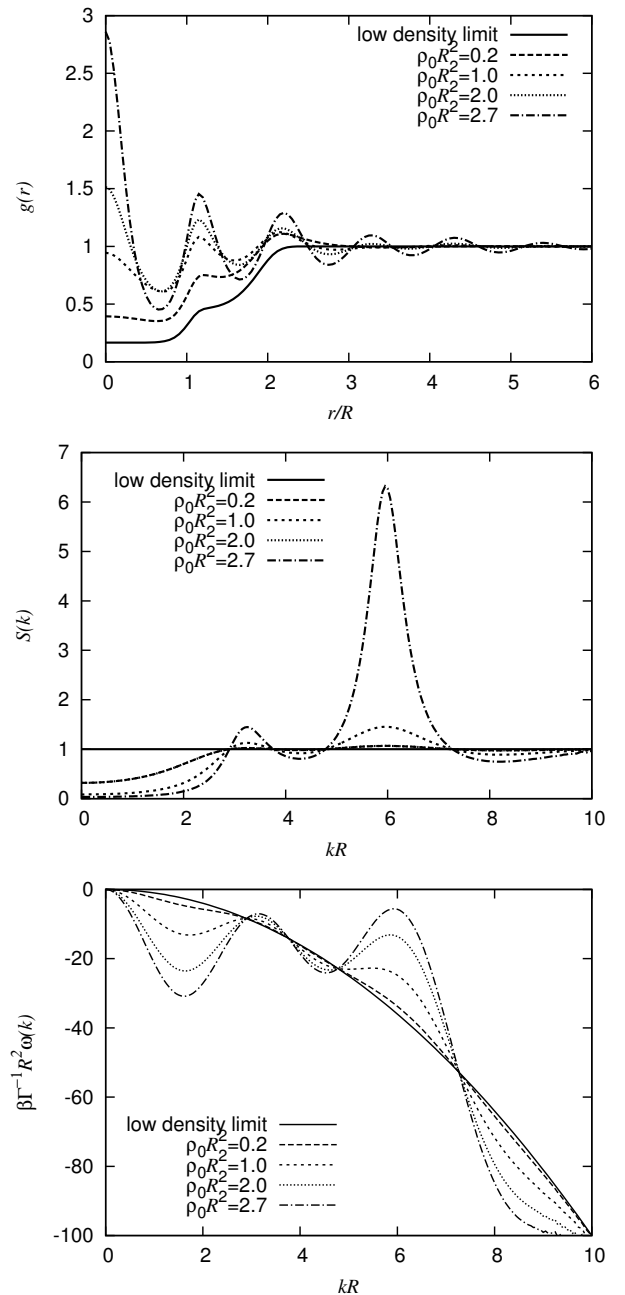 g(r)
3
2.5
2
1.5
1
0.5
0
low density limit
ρ₀R²=0.2
ρ₀R²=1.0
ρ₀R²=2.0
ρ₀R²=2.7
0 1 2 3 4 5 6
r/R
S(k)
7
6
5
4
3
2
1
0
low density limit
ρ₀R²=0.2
ρ₀R²=1.0
ρ₀R²=2.0
ρ₀R²=2.7
0 2 4 6 8 10
kR
βΓ⁻¹R²ω(k)
0
-20
-40
-60
-80
-100
low density limit
ρ₀R²=0.2
ρ₀R²=1.0
ρ₀R²=2.0
ρ₀R²=2.7
0 2 4 6 8 10
kR